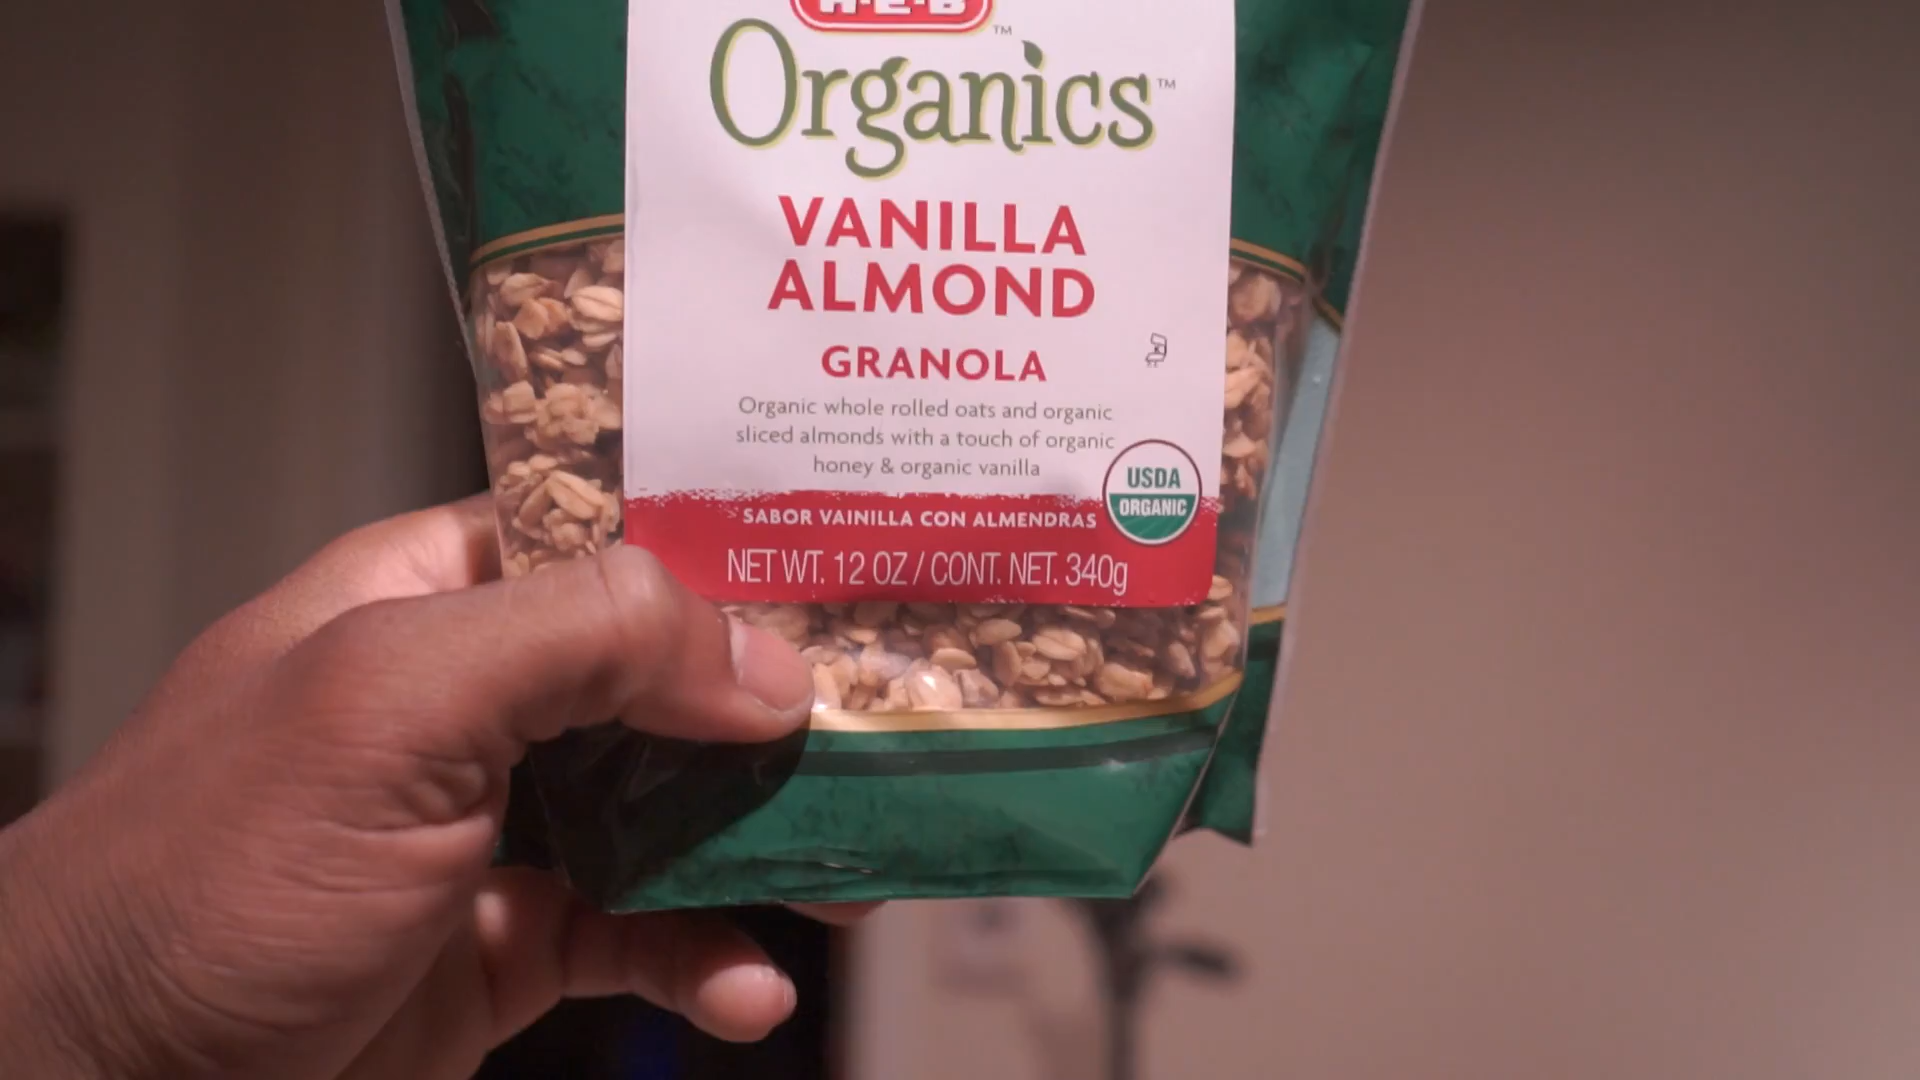 H-E-B
Organics™
VANILLA
ALMOND
GRANOLA
Organic whole rolled oats and organic
sliced almonds with a touch of organic
honey & organic vanilla
USDA
ORGANIC
SABOR VAINILLA CON ALMENDRAS
NET WT. 12 OZ / CONT. NET. 340g